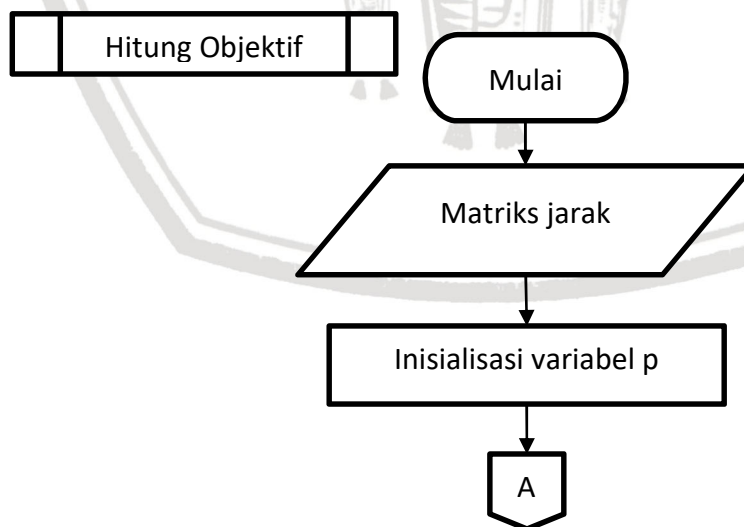 Hitung Objektif
Mulai
Matriks jarak
Inisialisasi variabel p
A